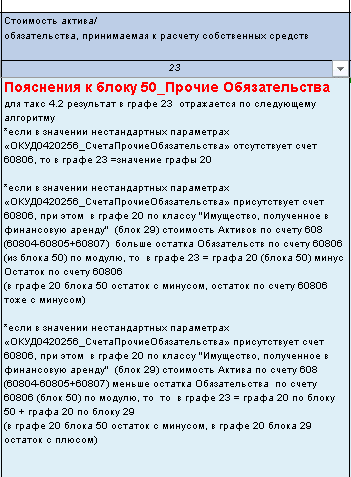 Стоимость актива/
обязательства, принимаемая к расчету собственных средств
23
Пояснения к блоку 50_Прочие Обязательства
для такс 4.2 результат в графе 23 отражается по следующему
алгоритму
*если в значении нестандартных параметрах
«ОКУД0420256_СчетаПрочиеОбязательства» отсутствует счет
60806, то в графе 23 =значение графы 20
*если в значении нестандартных параметрах
«ОКУД0420256_СчетаПрочиеОбязательства» присутствует счет
60806, при этом в графе 20 по классу "Имущество, полученное в
финансовую аренду" (блок 29) стоимость Активов по счету 608
(60804-60805+60807) больше остатка Обязательств по счету 60806
(из блока 50) по модулю, то в графе 23 = графа 20 (блока 50) минус
Остаток по счету 60806
(в графе 20 блока 50 остаток с минусом, остаток по счету 60806
тоже с минусом)
*если в значении нестандартных параметрах
«ОКУД0420256_СчетаПрочиеОбязательства» присутствует счет
60806, при этом в графе 20 по классу "Имущество, полученное в
финансовую аренду" (блок 29) стоимость Актива по счету 608
(60804-60805+60807) меньше остатка Обязательства по счету
60806 (блок 50) по модулю, то то в графе 23 = графа 20 по блоку
50 + графа 20 по блоку 29
(в графе 20 блока 50 остаток с минусом, в графе 20 блока 29
остаток с плюсом)